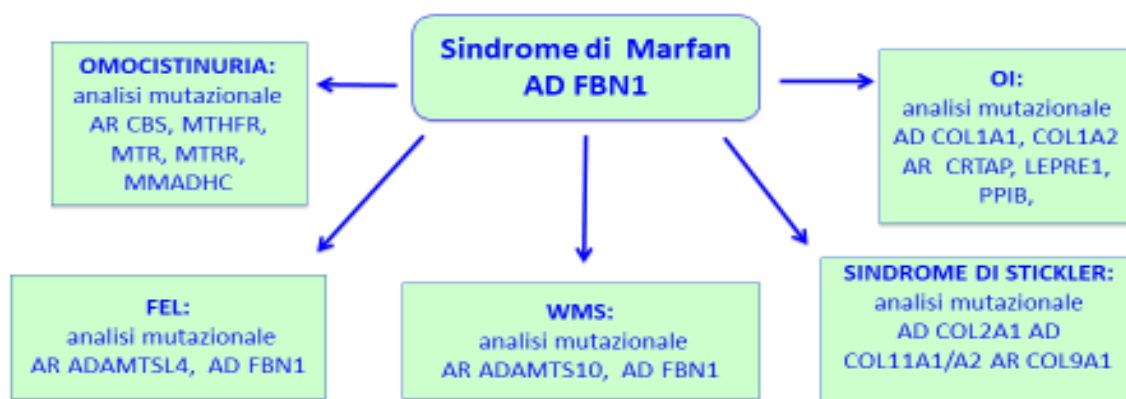 Sindrome di Marfan
AD FBN1
OMOCISTINURIA:
analisi mutazionale
AR CBS, MTHFR,
MTR, MTRR,
MMADHC
OI:
analisi mutazionale
AD COL1A1, COL1A2
AR CRTAP, LEPRE1,
PPIB,
FEL:
analisi mutazionale
AR ADAMTSL4, AD FBN1
WMS:
analisi mutazionale
AR ADAMTS10, AD FBN1
SINDROME DI STICKLER:
analisi mutazionale
AD COL2A1 AD
COL11A1/A2 AR COL9A1